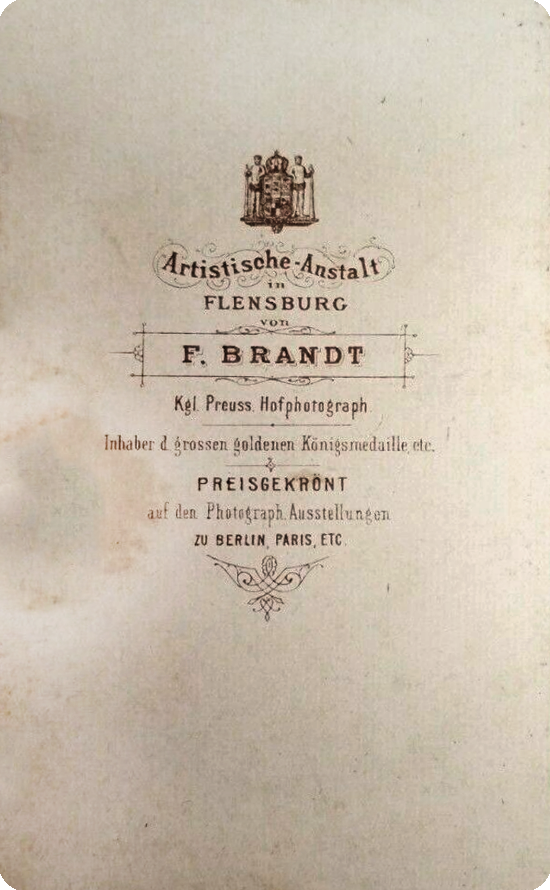 Artistische-Anstalt
in
FLENSBURG
von
F. BRANDT
Kgl. Preuss. Hofphotograph
Inhaber d. grossen goldenen Königsmedaille, etc.
PREISGEKRÖNT
auf den Photograph. Ausstellungen
ZU BERLIN, PARIS, ETC.